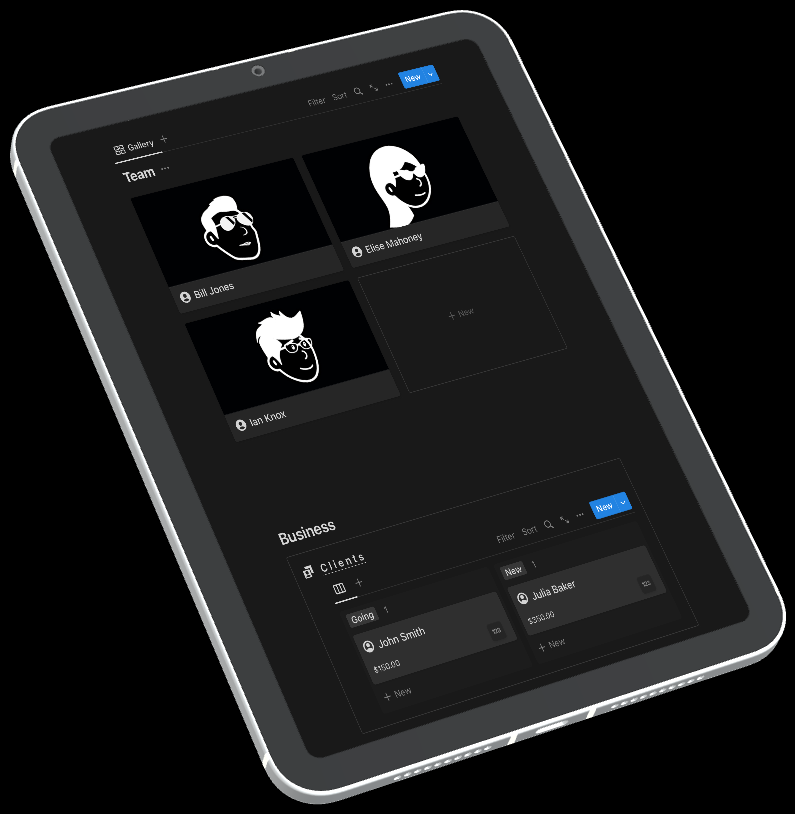 Filter Sort New
Gallery
Team
Bill Jones
Elise Mahoney
Ian Knox
+ New
Business
Filter Sort New
Clients
Going 1
John Smith
$150.00
+ New
New 1
Julia Baker
$350.00
+ New